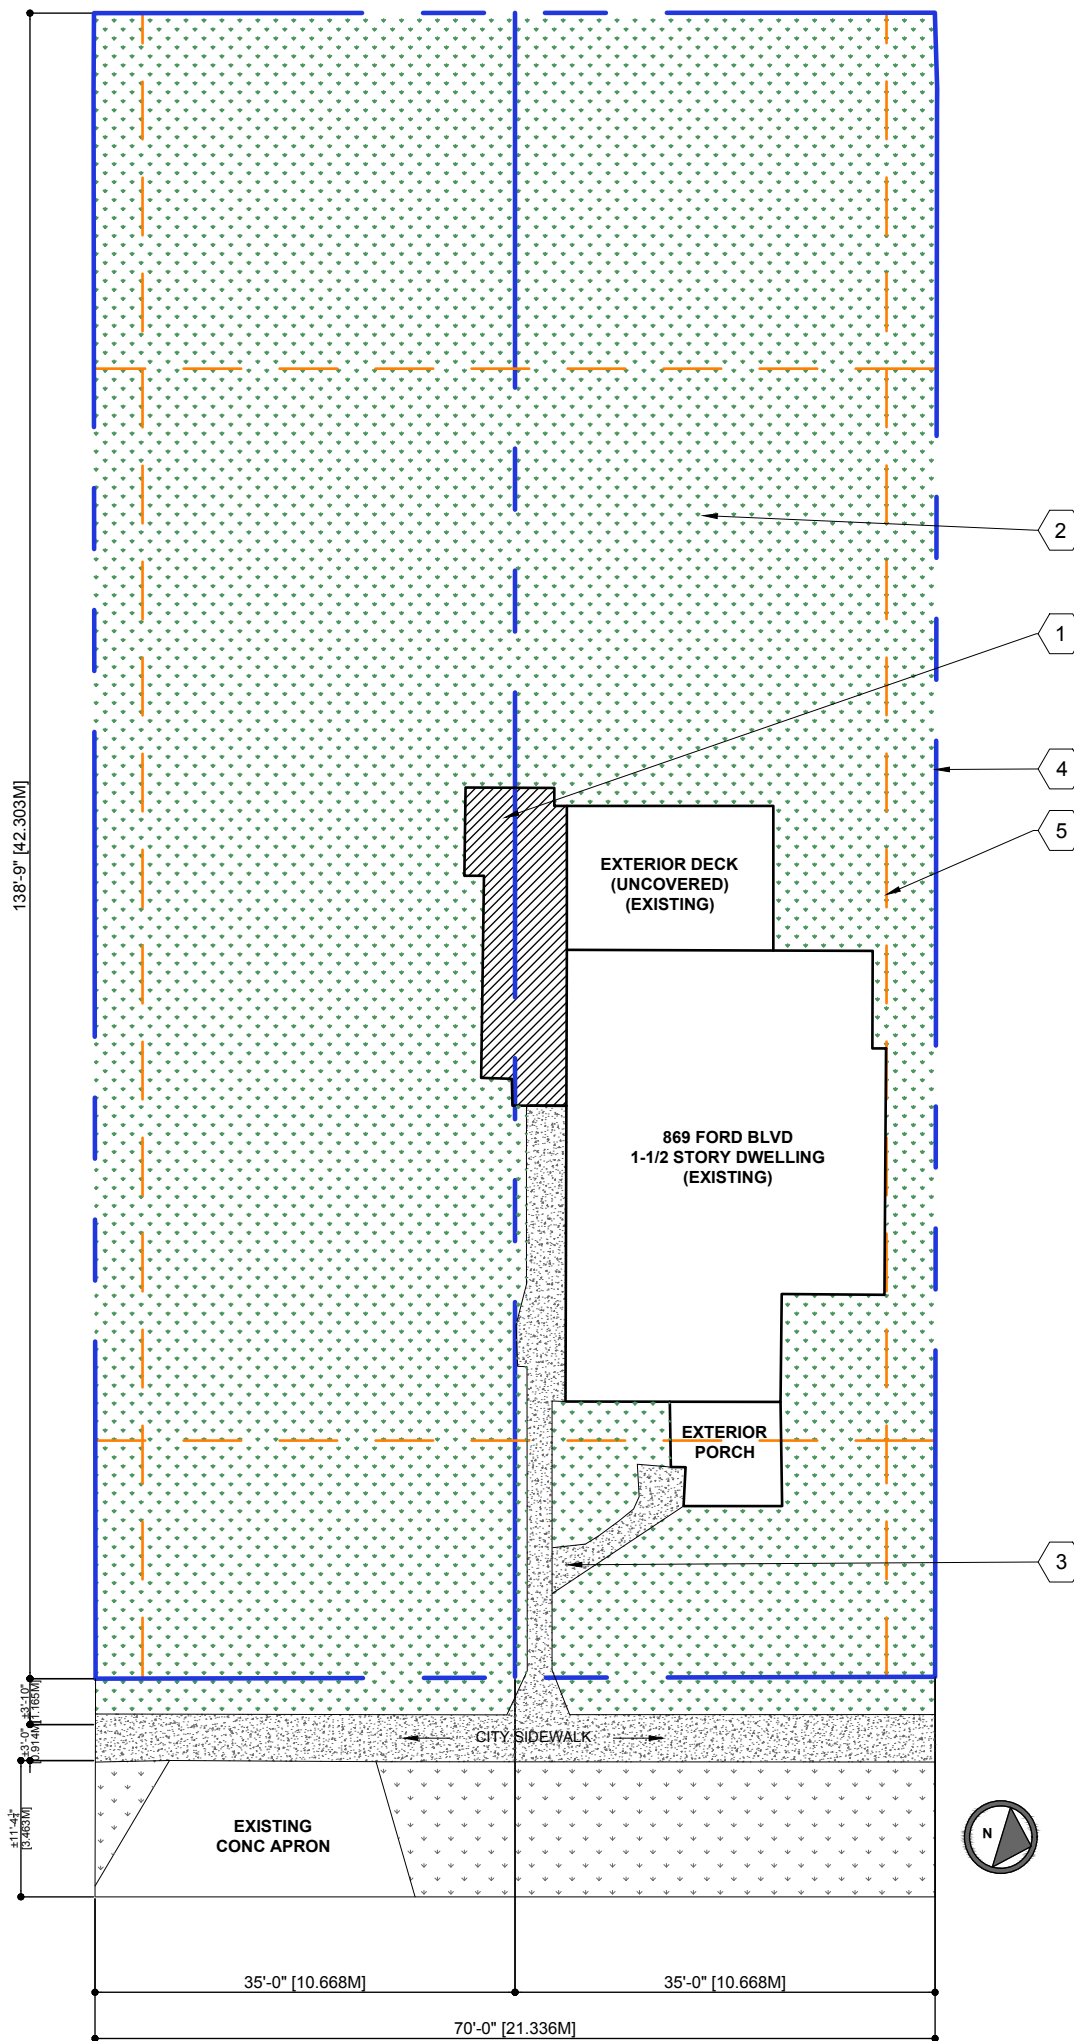 138'-9" [42.303M]
2
1
4
5
EXTERIOR DECK
(UNCOVERED)
(EXISTING)
869 FORD BLVD
1-1/2 STORY DWELLING
(EXISTING)
EXTERIOR
PORCH
3
±3'-10"
[1.165M]
±3'-0"
[0.914M]
CITY SIDEWALK
±11'-4¼"
[3.463M]
EXISTING
CONC APRON
N
35'-0" [10.668M]
35'-0" [10.668M]
70'-0" [21.336M]